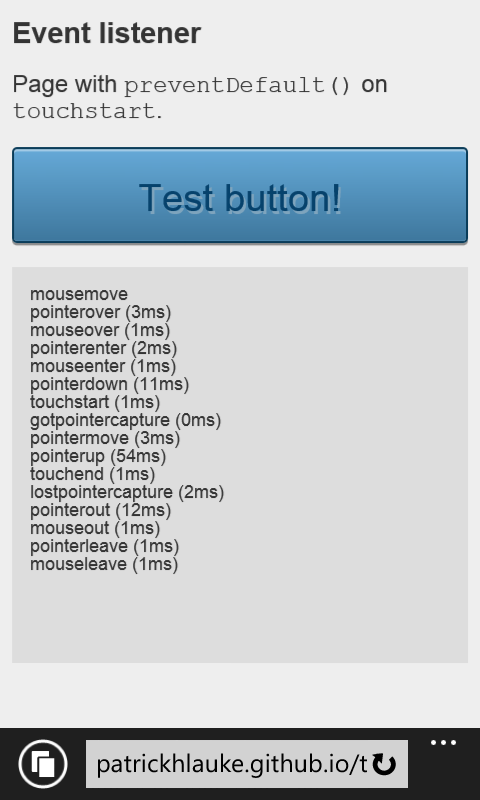 Event listener
Page with preventDefault() on
touchstart.
Test button!
mousemove
pointerover (3ms)
mouseover (1ms)
pointerenter (2ms)
mouseenter (1ms)
pointerdown (11ms)
touchstart (1ms)
gotpointercapture (0ms)
pointermove (3ms)
pointerup (54ms)
touchend (1ms)
lostpointercapture (2ms)
pointerout (12ms)
mouseout (1ms)
pointerleave (1ms)
mouseleave (1ms)
patrickhlauke.github.io/t